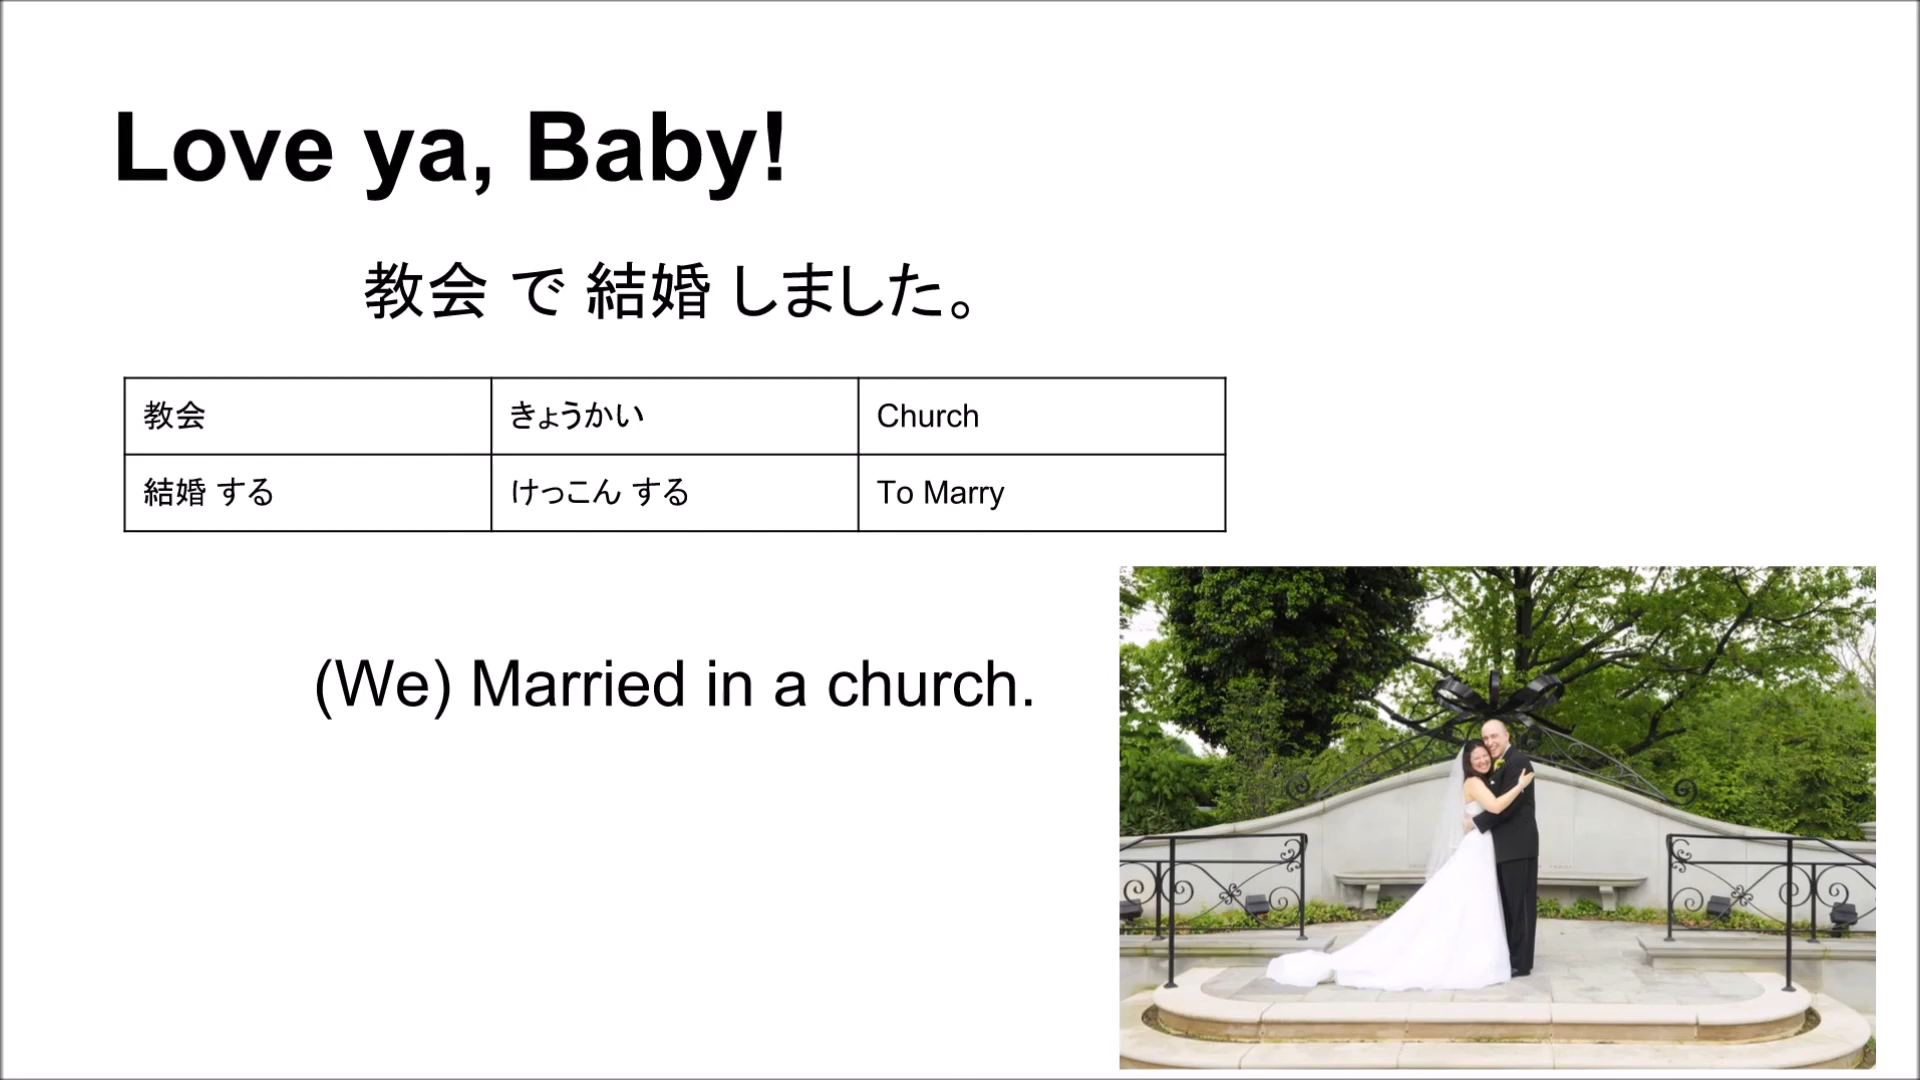 Love ya, Baby!
教会 で 結婚 しました。
教会 きょうかい Church
結婚 する けっこん する To Marry
(We) Married in a church.